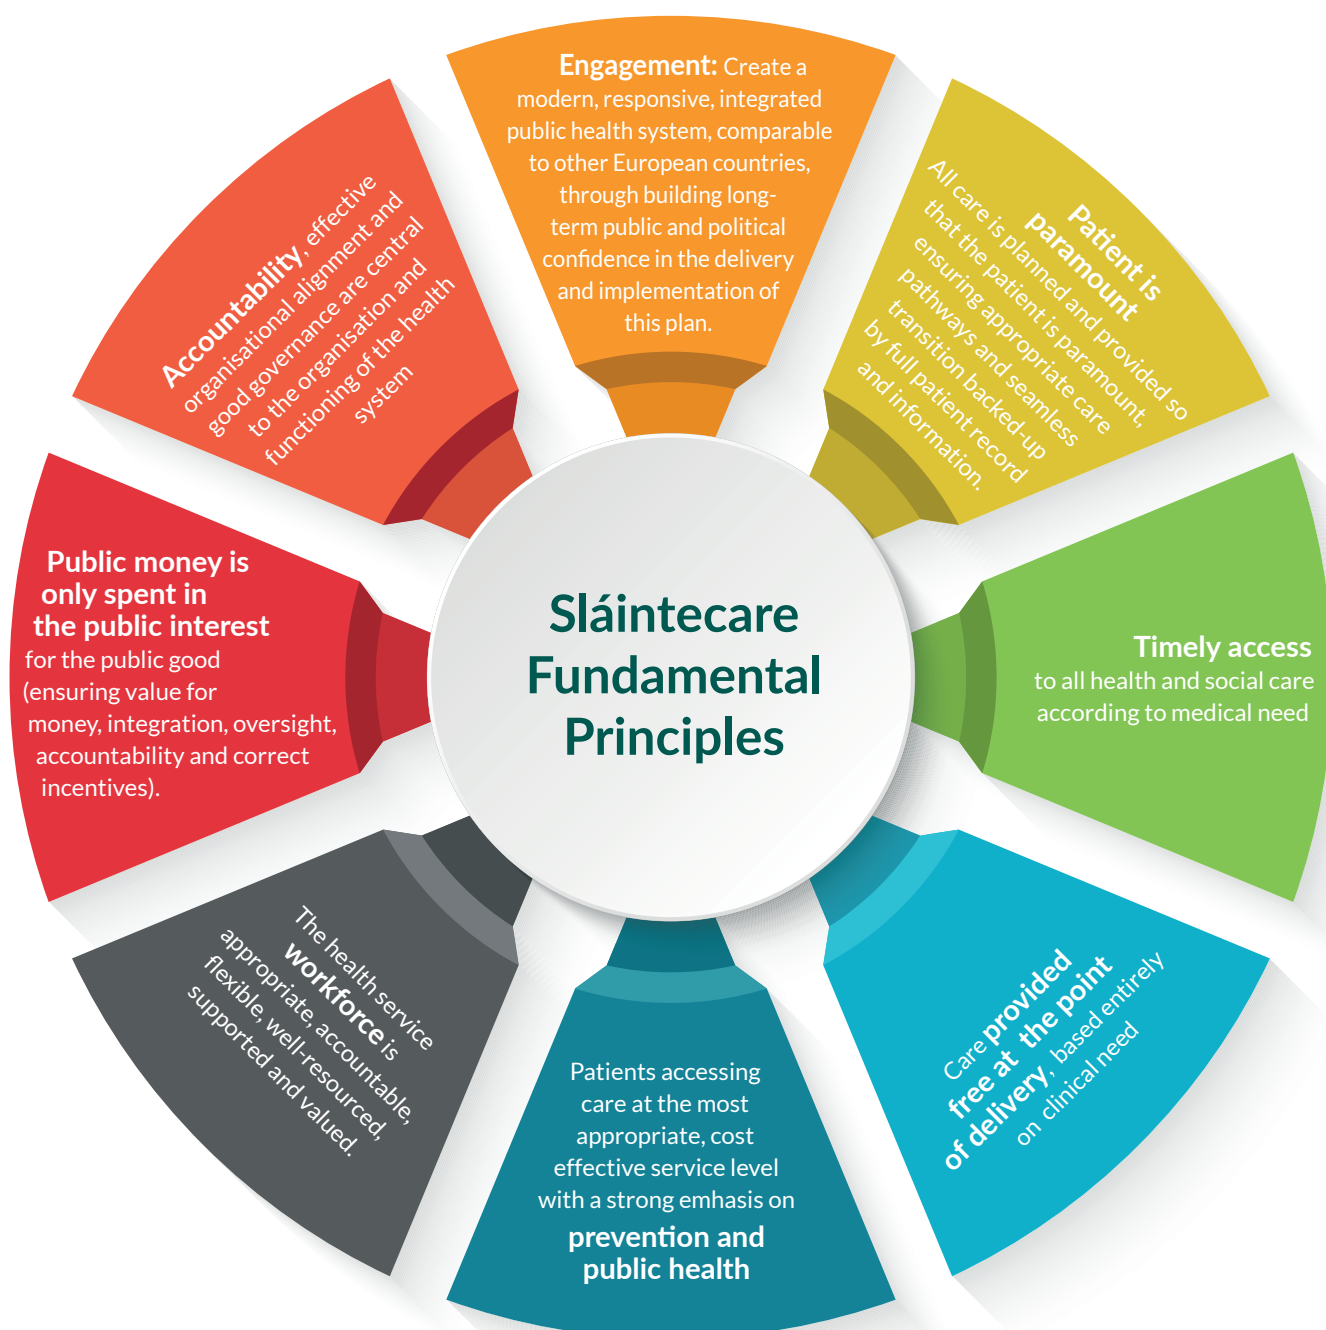 Sláintecare
Fundamental
Principles
Engagement: Create a
modern, responsive, integrated
public health system, comparable
to other European countries,
through building long-
term public and political
confidence in the delivery
and implementation of
this plan.
Patient is
paramount
All care is planned and provided so
that the patient is paramount,
ensuring appropriate care
pathways and seamless
transition backed-up
by full patient record
and information.
Timely access
to all health and social care
according to medical need
Care provided
free at the point
of delivery, based entirely
on clinical need
Patients accessing
care at the most
appropriate, cost
effective service level
with a strong emhasis on
prevention and
public health
The health service
workforce is
appropriate, accountable,
flexible, well-resourced,
supported and valued.
Public money is
only spent in
the public interest
for the public good
(ensuring value for
money, integration, oversight,
accountability and correct
incentives).
Accountability, effective
organisational alignment and
good governance are central
to the organisation and
functioning of the health
system